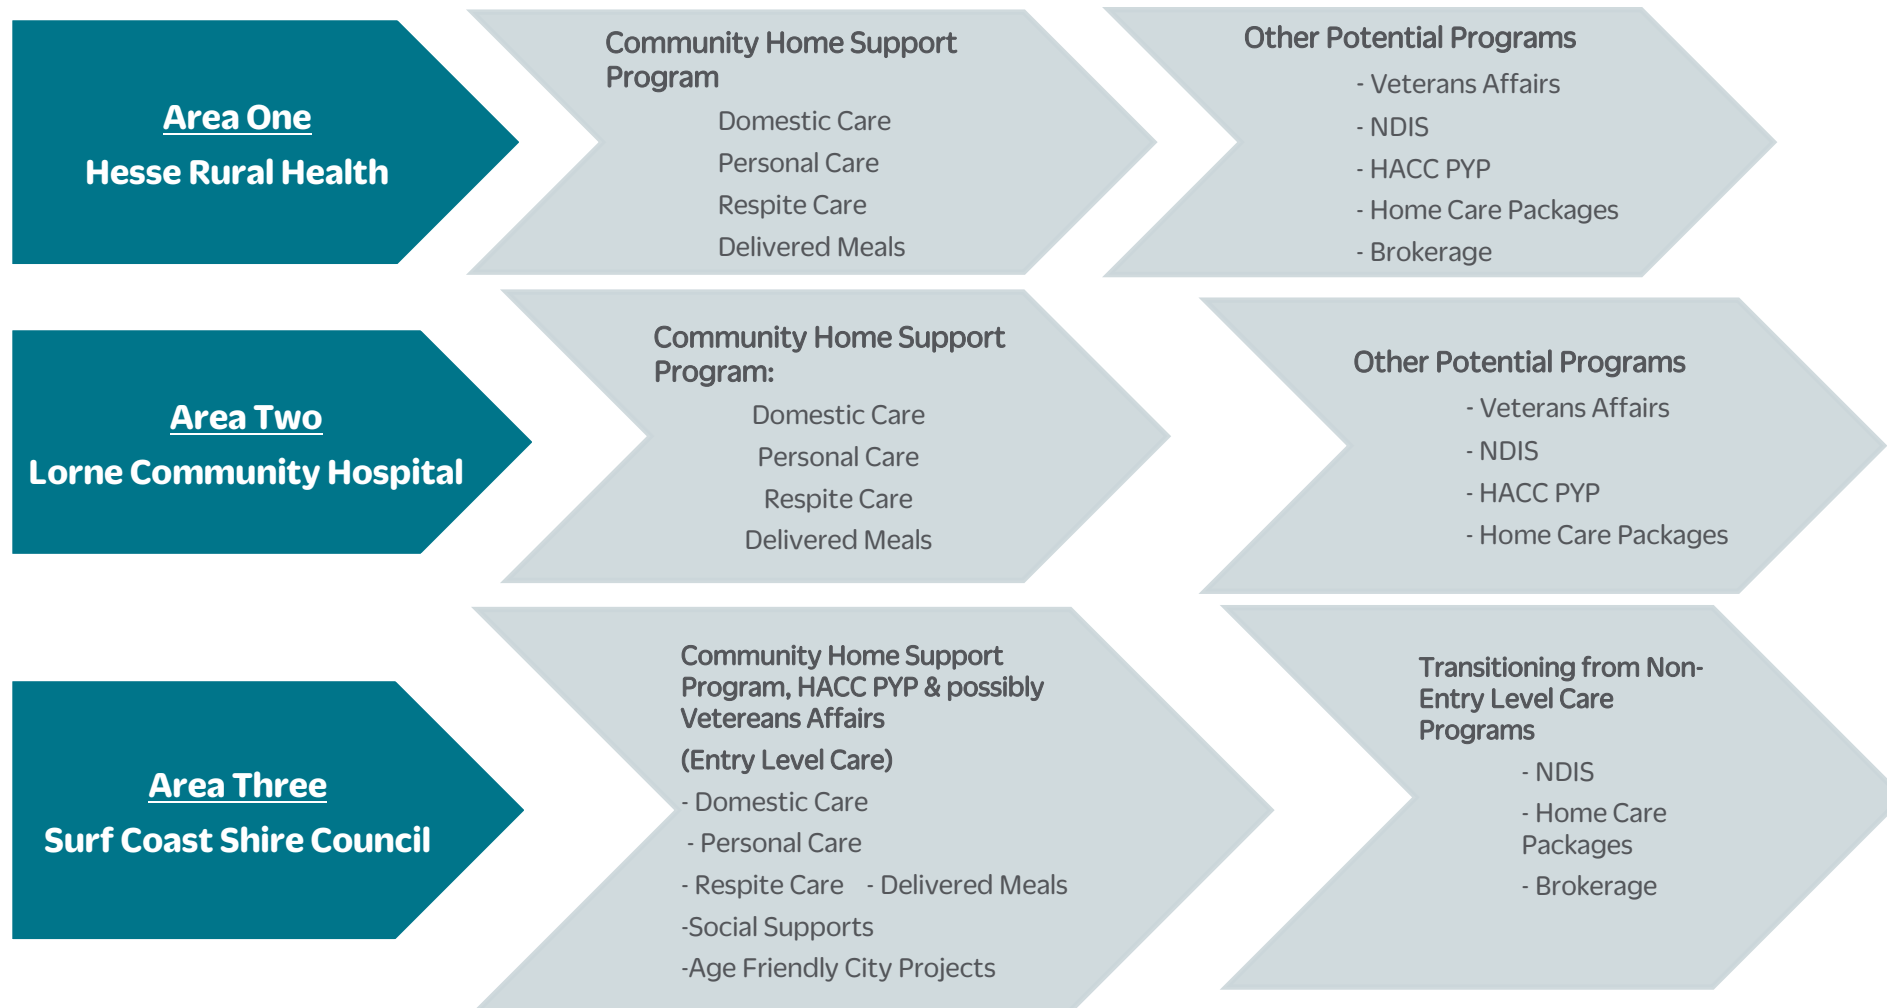 Area One
Hesse Rural Health
Community Home Support
Program
Domestic Care
Personal Care
Respite Care
Delivered Meals
Other Potential Programs
- Veterans Affairs
- NDIS
- HACC PYP
- Home Care Packages
- Brokerage
Area Two
Lorne Community Hospital
Community Home Support
Program:
Domestic Care
Personal Care
Respite Care
Delivered Meals
Other Potential Programs
- Veterans Affairs
- NDIS
- HACC PYP
- Home Care Packages
Area Three
Surf Coast Shire Council
Community Home Support
Program, HACC PYP & possibly
Vetereans Affairs
(Entry Level Care)
- Domestic Care
- Personal Care
- Respite Care - Delivered Meals
-Social Supports
-Age Friendly City Projects
Transitioning from Non-
Entry Level Care
Programs
- NDIS
- Home Care
Packages
- Brokerage